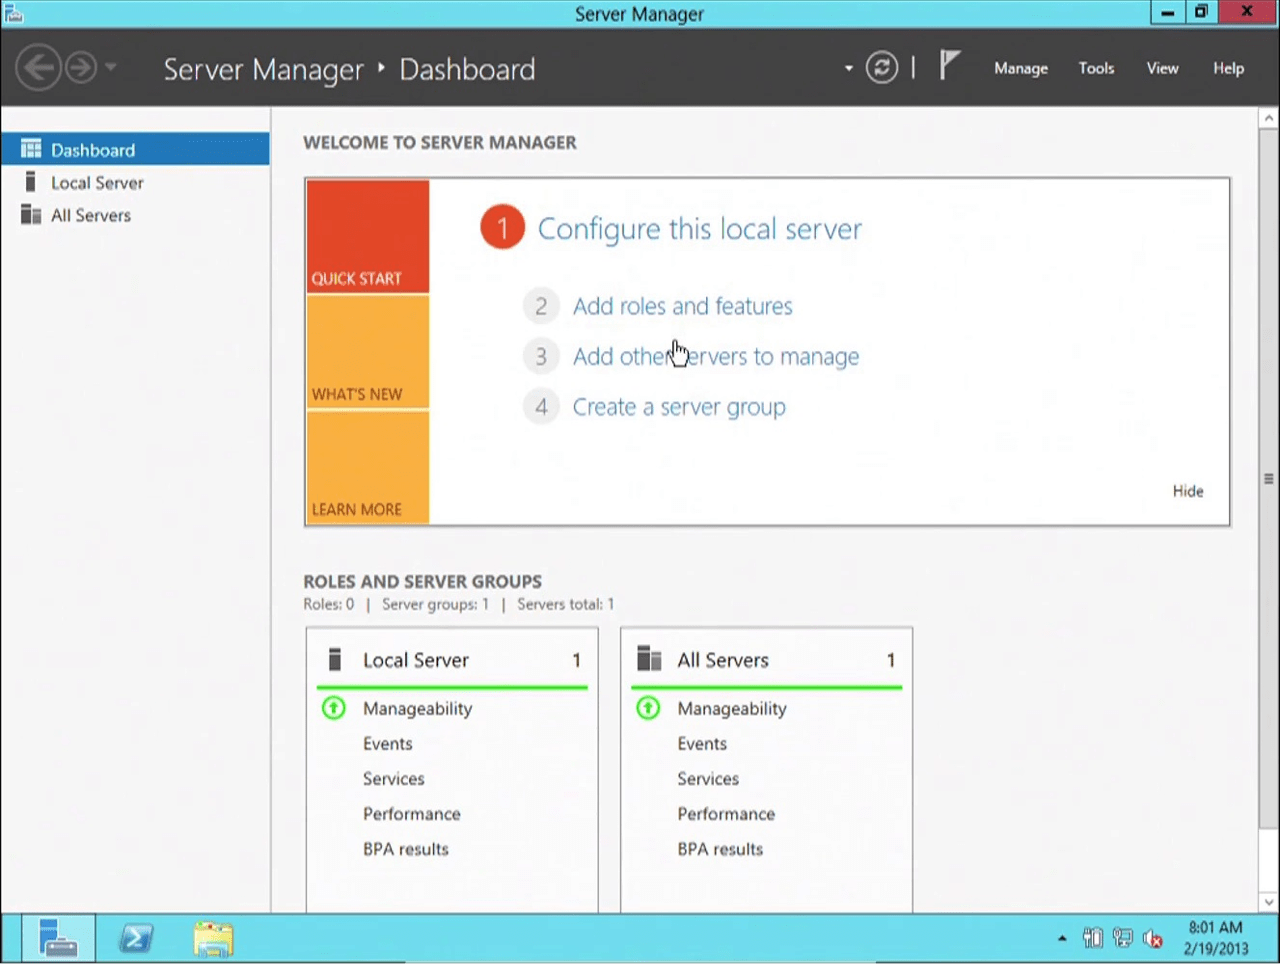 Server Manager
Server Manager ‣ Dashboard
Manage
Tools
View
Help
Dashboard
Local Server
All Servers
WELCOME TO SERVER MANAGER
QUICK START
WHAT'S NEW
LEARN MORE
1 Configure this local server
2 Add roles and features
3 Add other servers to manage
4 Create a server group
Hide
ROLES AND SERVER GROUPS
Roles: 0 | Server groups: 1 | Servers total: 1
Local Server 1
Manageability
Events
Services
Performance
BPA results
All Servers 1
Manageability
Events
Services
Performance
BPA results
8:01 AM
2/19/2013